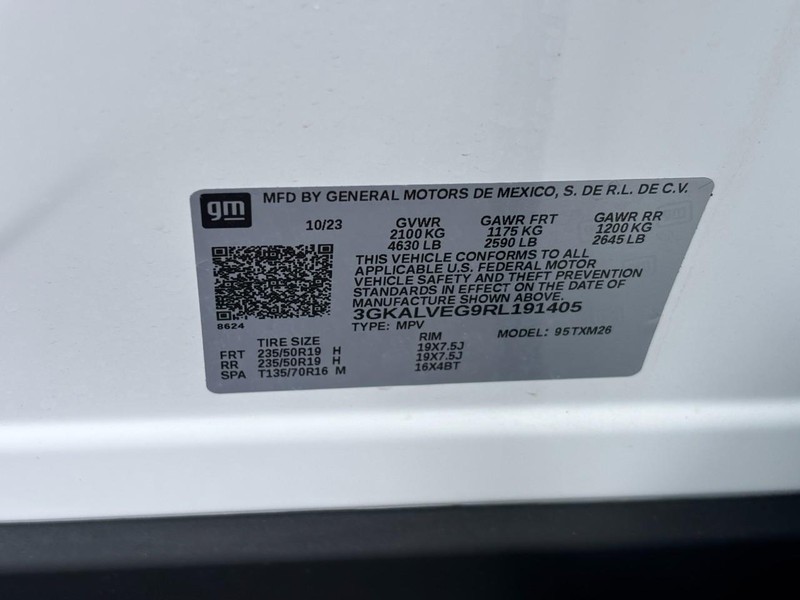 gm MFD BY GENERAL MOTORS DE MEXICO, S. DE R.L. DE C.V.
10/23 GVWR GAWR FRT GAWR RR
2100 KG 1175 KG 1200 KG
4630 LB 2590 LB 2645 LB
THIS VEHICLE CONFORMS TO ALL
APPLICABLE U.S. FEDERAL MOTOR
VEHICLE SAFETY AND THEFT PREVENTION
STANDARDS IN EFFECT ON THE DATE OF
MANUFACTURE SHOWN ABOVE.
3GKALVEG9RL191405
8624
TYPE: MPV MODEL: 95TXM26
TIRE SIZE RIM
FRT 235/50R19 H 19X7.5J
RR 235/50R19 H 19X7.5J
SPA T135/70R16 M 16X4BT